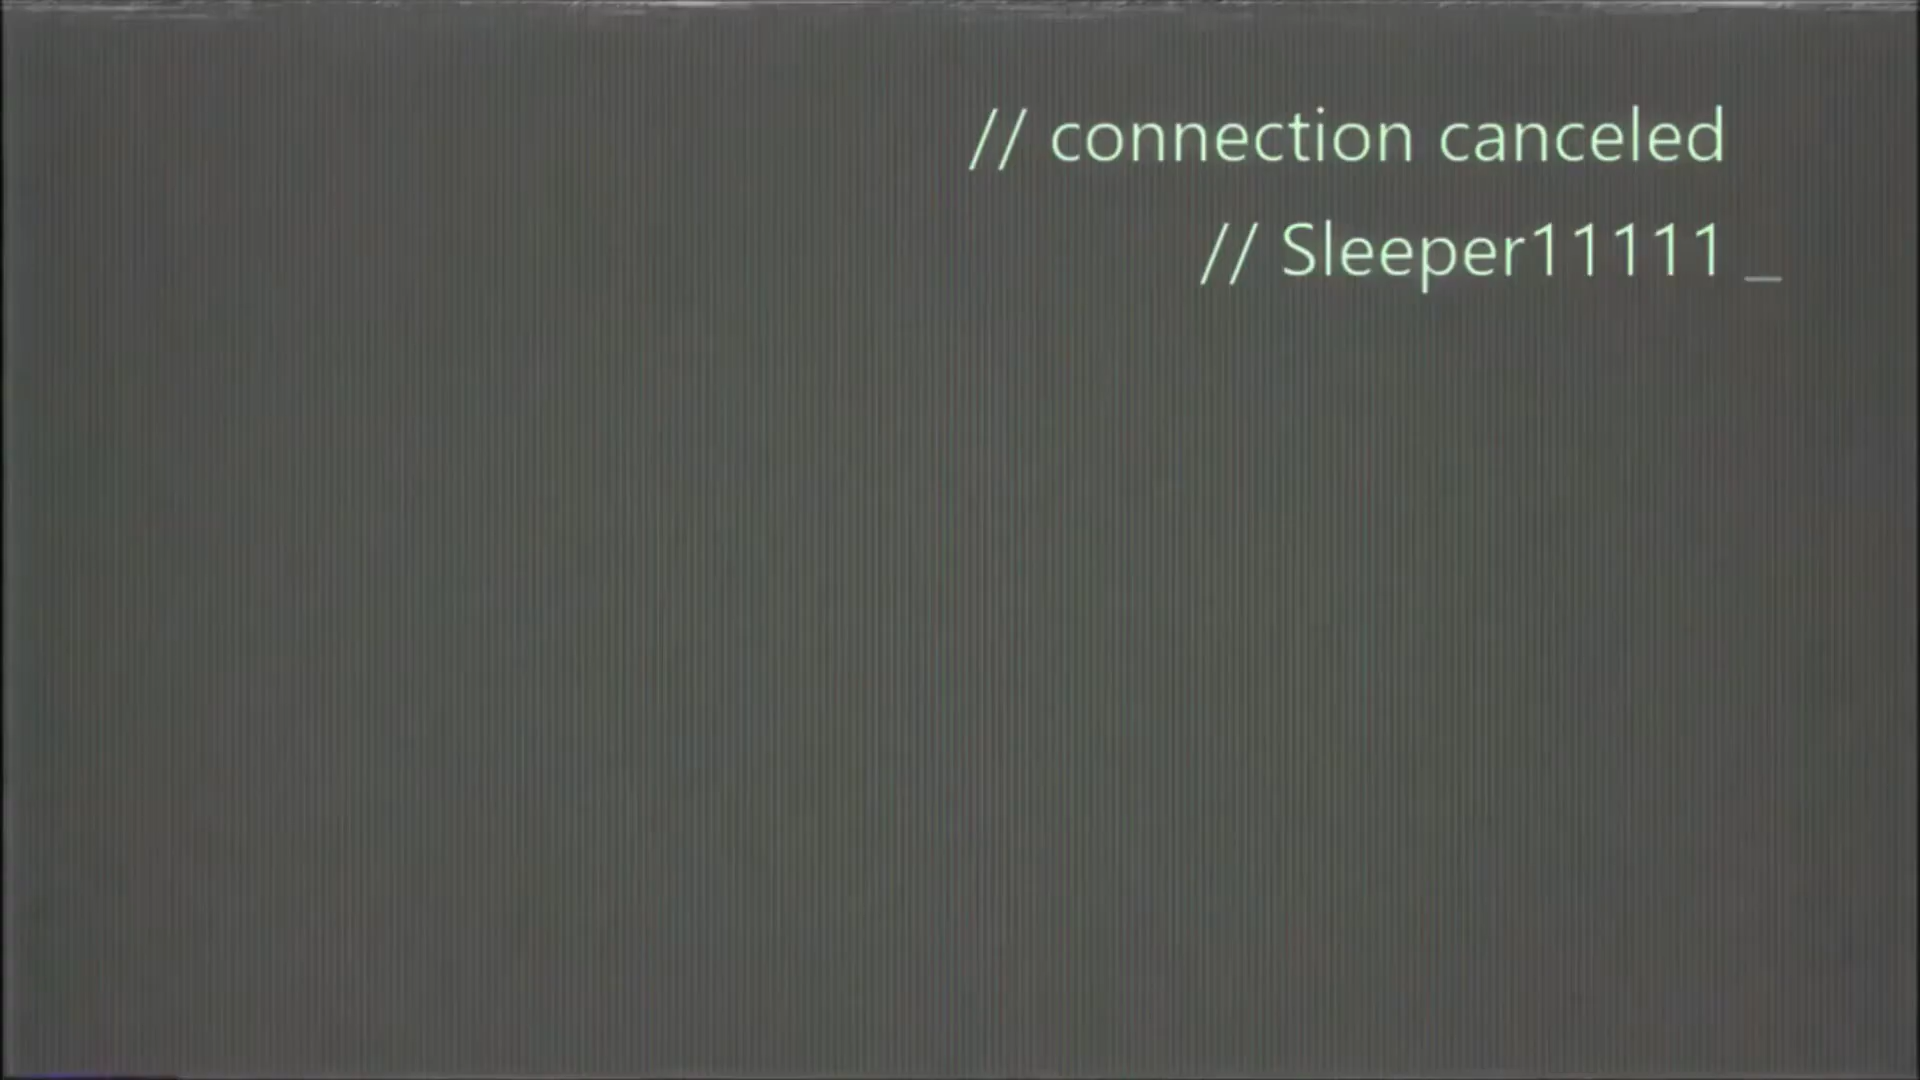 // connection canceled
// Sleeper11111 _